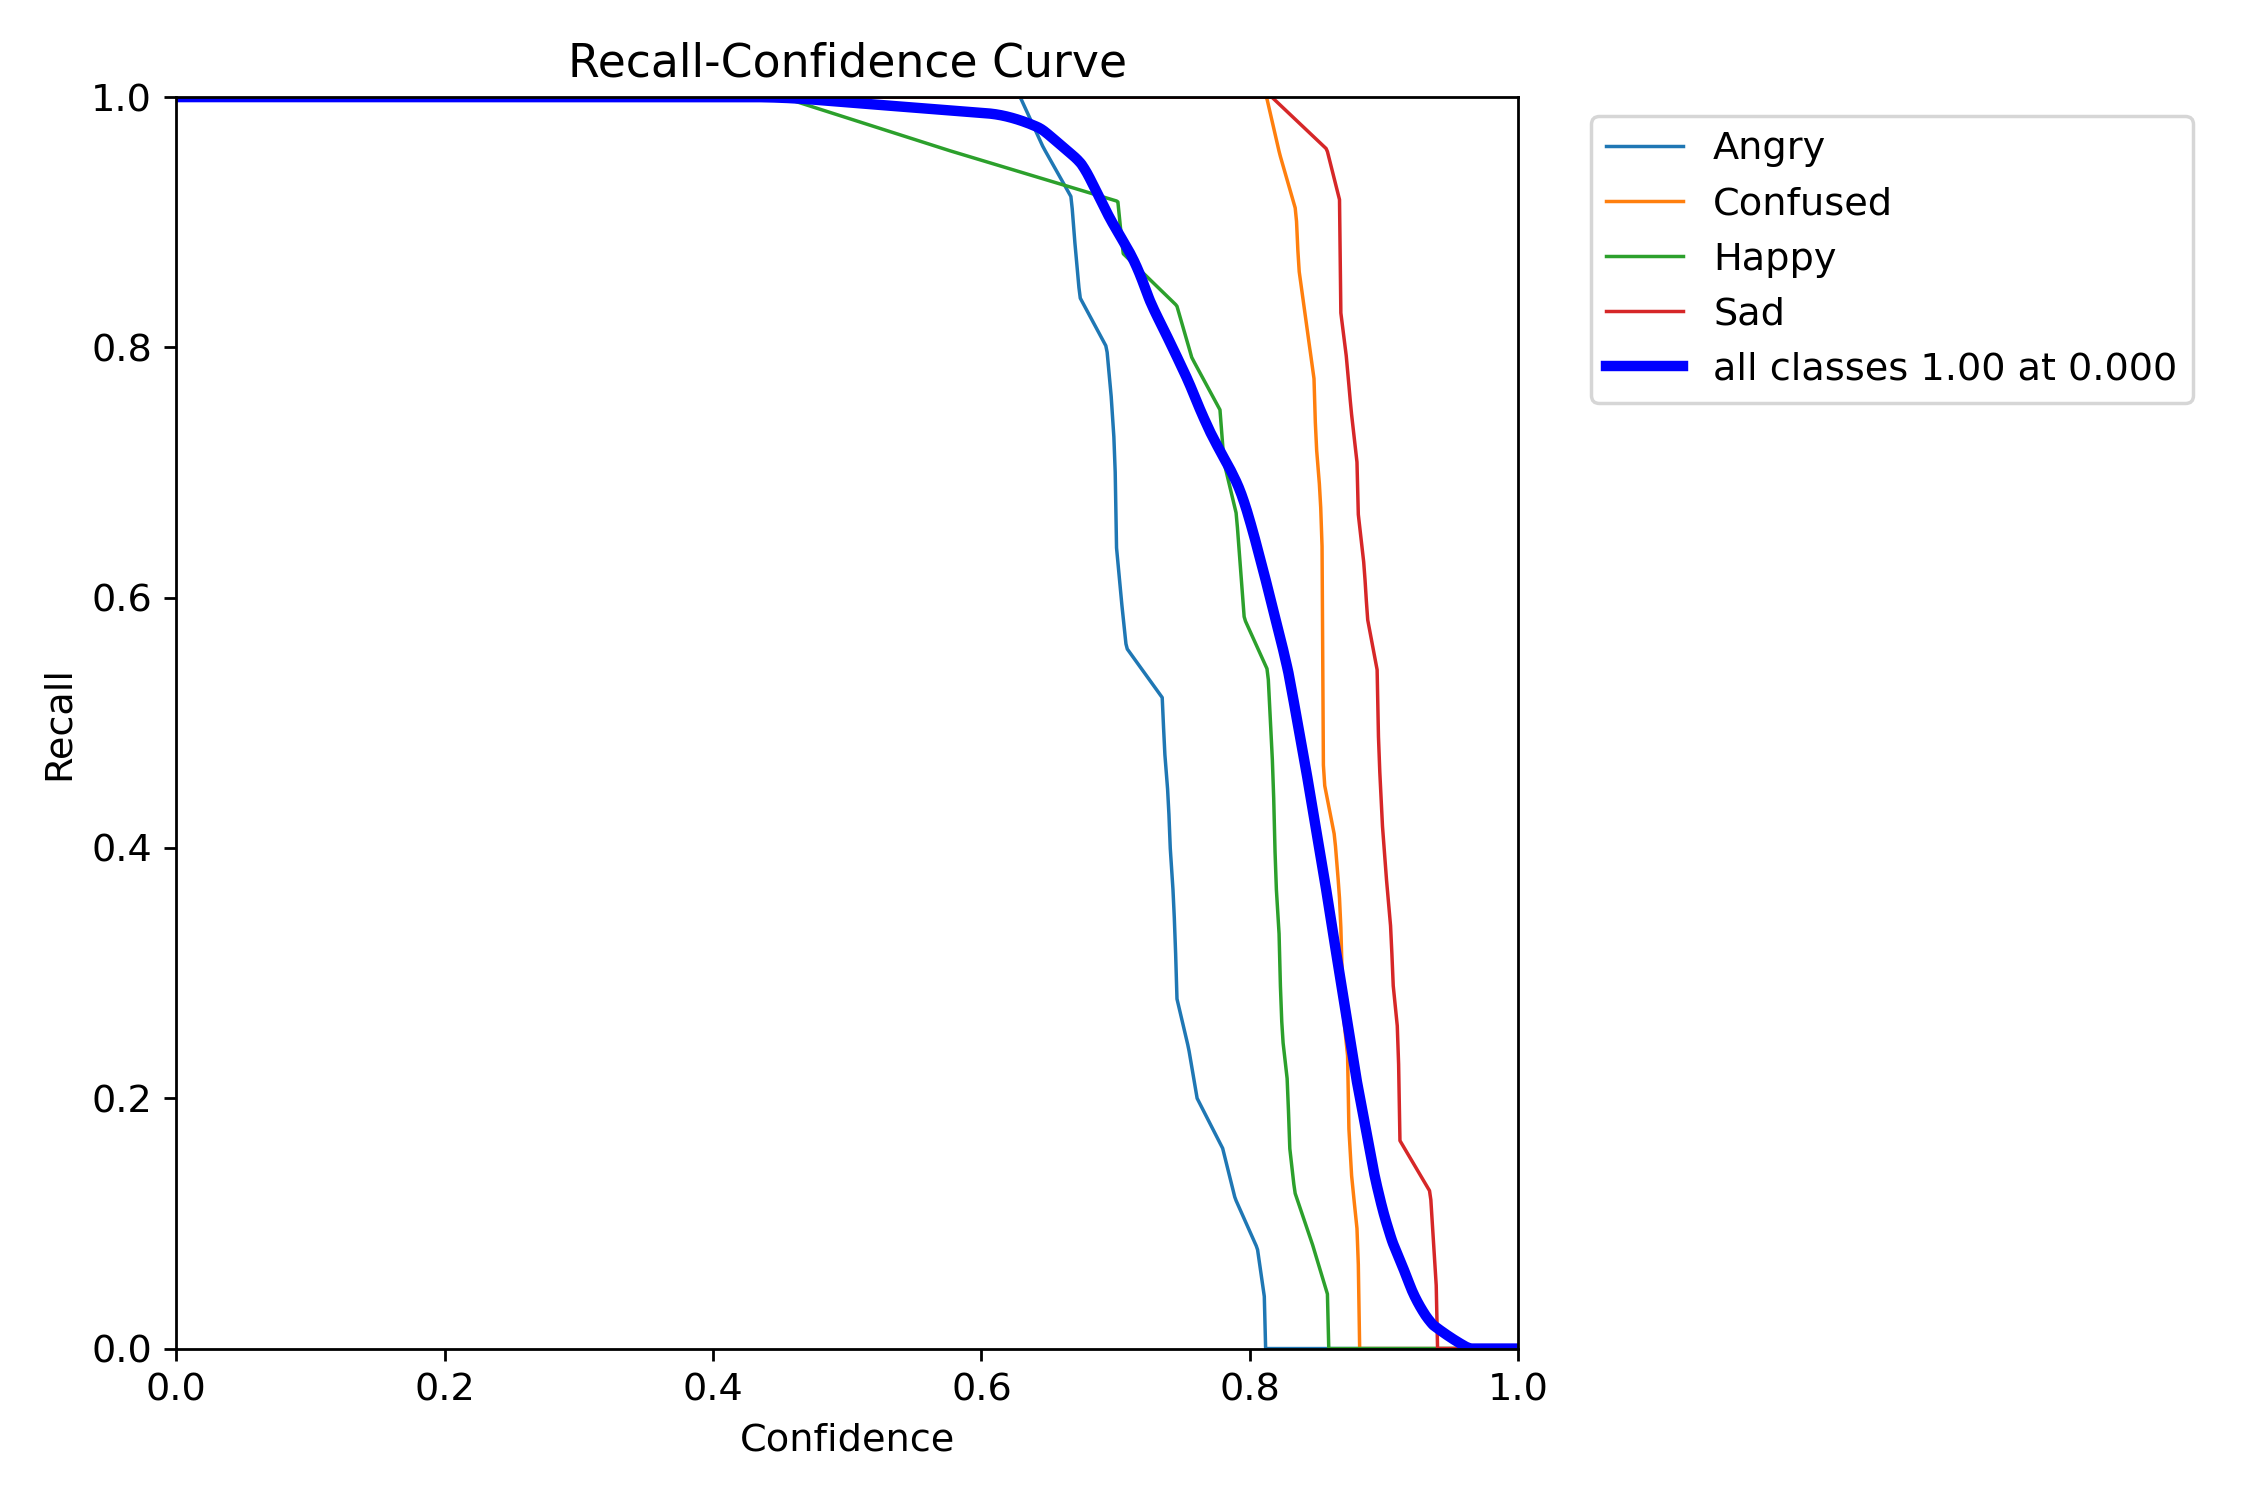 Recall-Confidence Curve
1.0
0.8
0.6
0.4
0.2
0.0
Recall
0.0 0.2 0.4 0.6 0.8 1.0
Confidence
Angry
Confused
Happy
Sad
all classes 1.00 at 0.000